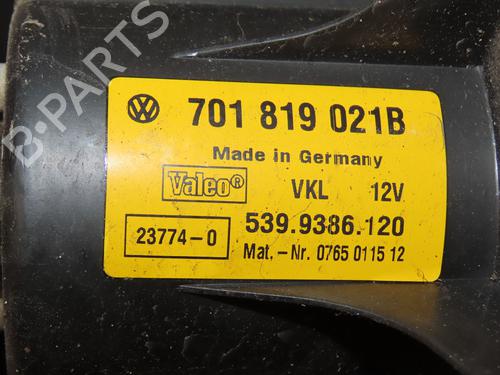 B-PARTS
701 819 021B
Made in Germany
Valeo® VKL 12V
23774-0 539.9386.120
Mat.-Nr. 0765 0115 12